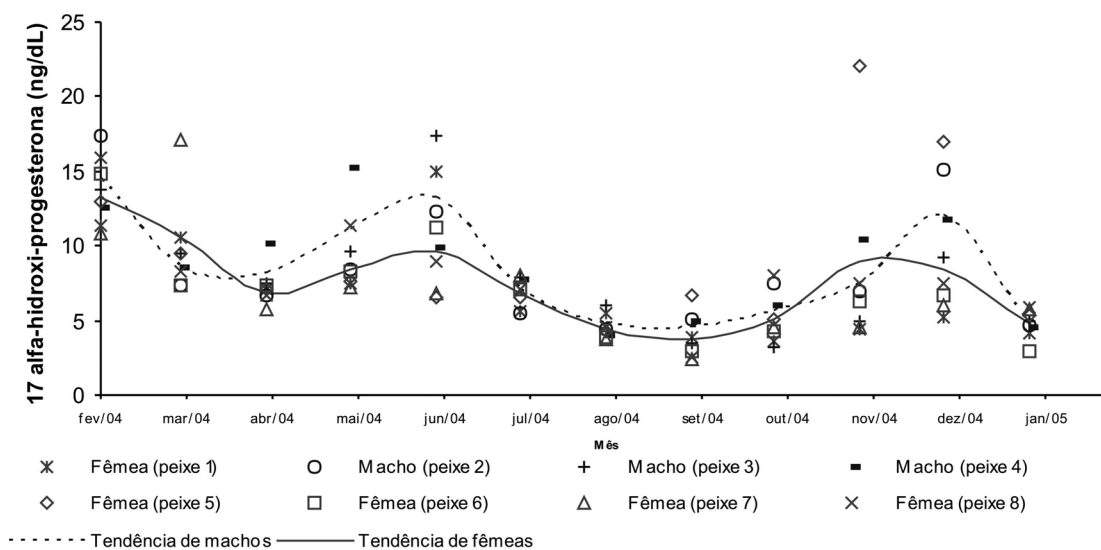 17 alfa-hidroxi-progesterona (ng/dL)
25
20
15
10
5
0
fev/04 mar/04 abr/04 mai/04 jun/04 jul/04 ago/04 set/04 out/04 nov/04 dez/04 jan/05
Mês
Fêmea (peixe 1) Macho (peixe 2) Macho (peixe 3) Macho (peixe 4)
Fêmea (peixe 5) Fêmea (peixe 6) Fêmea (peixe 7) Fêmea (peixe 8)
Tendência de machos Tendência de fêmeas